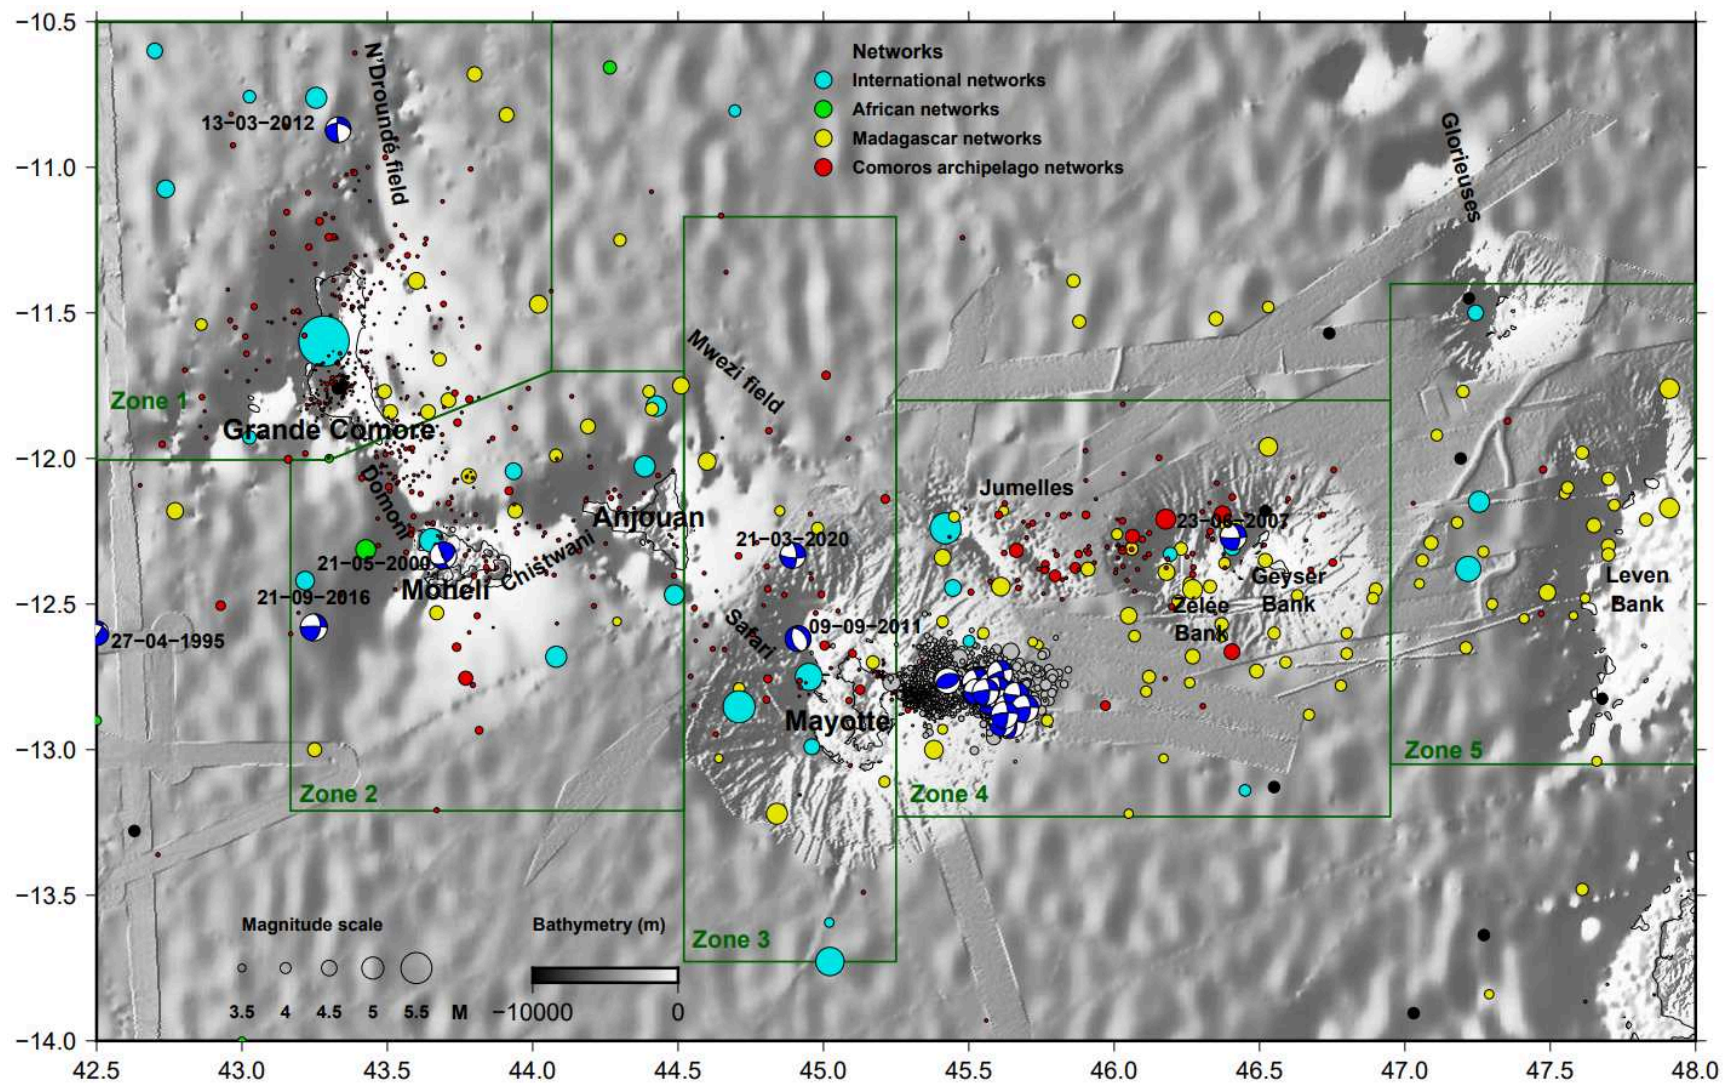 −10.5
Networks
International networks
African networks
Madagascar networks
Comoros archipelago networks
N'Droundé field
13−03−2012
−11.0
Glorieuses
−11.5
Mwezi field
Zone 1
Grande Comore
−12.0
Domoni
Jumelles
Anjouan
23−06−2007
21−03−2020
21−05−2000
Chistwani
Moheli
21−09−2016
Geyser
Bank
Zélée
Bank
Leven
Bank
−12.5
27−04−1995
Safari
09−09−2011
Mayotte
−13.0
Zone 2
Zone 4
Zone 5
−13.5
Magnitude scale
Bathymetry (m)
Zone 3
3.5 4 4.5 5 5.5 M
−10000 0
−14.0
42.5 43.0 43.5 44.0 44.5 45.0 45.5 46.0 46.5 47.0 47.5 48.0